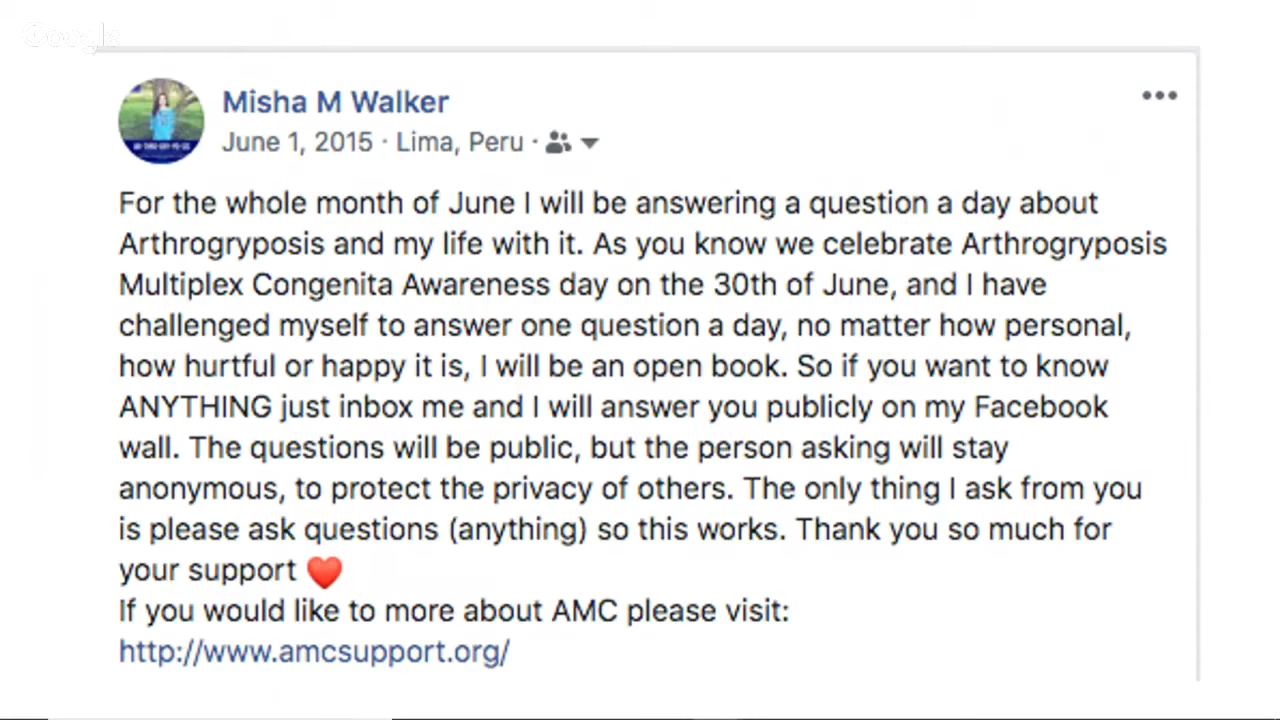 Google
Misha M Walker
June 1, 2015 · Lima, Peru ·
For the whole month of June I will be answering a question a day about
Arthrogryposis and my life with it. As you know we celebrate Arthrogryposis
Multiplex Congenita Awareness day on the 30th of June, and I have
challenged myself to answer one question a day, no matter how personal,
how hurtful or happy it is, I will be an open book. So if you want to know
ANYTHING just inbox me and I will answer you publicly on my Facebook
wall. The questions will be public, but the person asking will stay
anonymous, to protect the privacy of others. The only thing I ask from you
is please ask questions (anything) so this works. Thank you so much for
your support ❤️
If you would like to more about AMC please visit:
http://www.amcsupport.org/